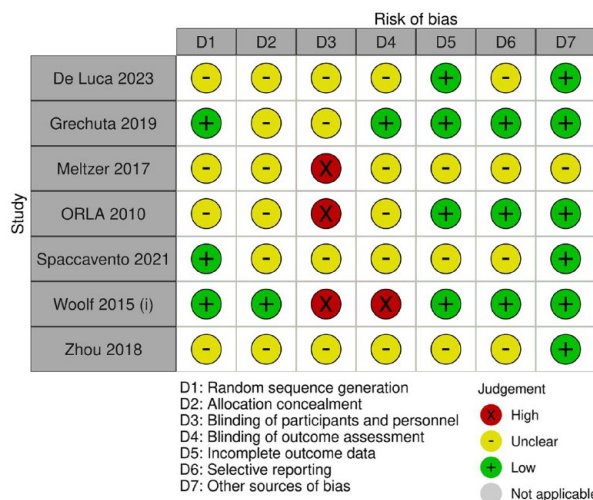 Risk of bias
D1 D2 D3 D4 D5 D6 D7
Study
De Luca 2023 - - - - + - +
Grechuta 2019 + - - + + + +
Meltzer 2017 - - X - - - -
ORLA 2010 - - X - + + +
Spaccavento 2021 + - - - - - +
Woolf 2015 (i) + + X X + + +
Zhou 2018 - - - - - - +
D1: Random sequence generation
D2: Allocation concealment
D3: Blinding of participants and personnel
D4: Blinding of outcome assessment
D5: Incomplete outcome data
D6: Selective reporting
D7: Other sources of bias
Judgement
X High
- Unclear
+ Low
Not applicable